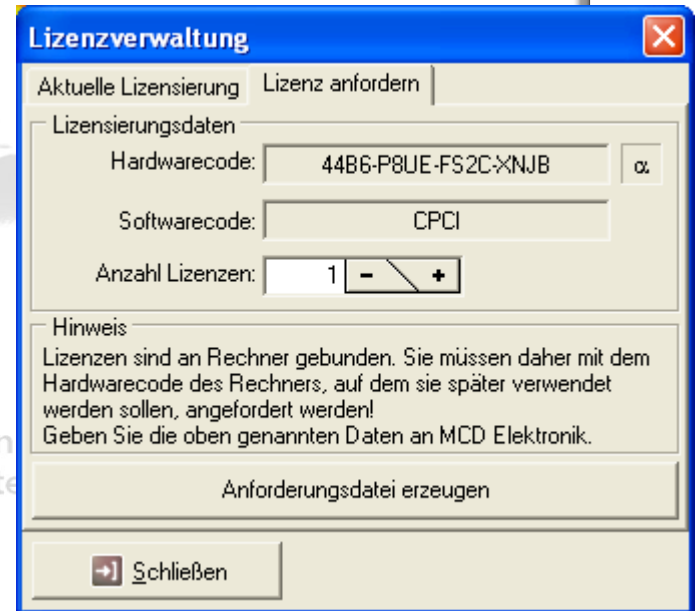 Lizenzverwaltung
Aktuelle Lizensierung Lizenz anfordern
Lizensierungsdaten
Hardwarecode: 44B6-P8UE-FS2C-XNJB α
Softwarecode: CPCI
Anzahl Lizenzen: 1 - +
Hinweis
Lizenzen sind an Rechner gebunden. Sie müssen daher mit dem
Hardwarecode des Rechners, auf dem sie später verwendet
werden sollen, angefordert werden!
Geben Sie die oben genannten Daten an MCD Elektronik.
Anforderungsdatei erzeugen
Schließen